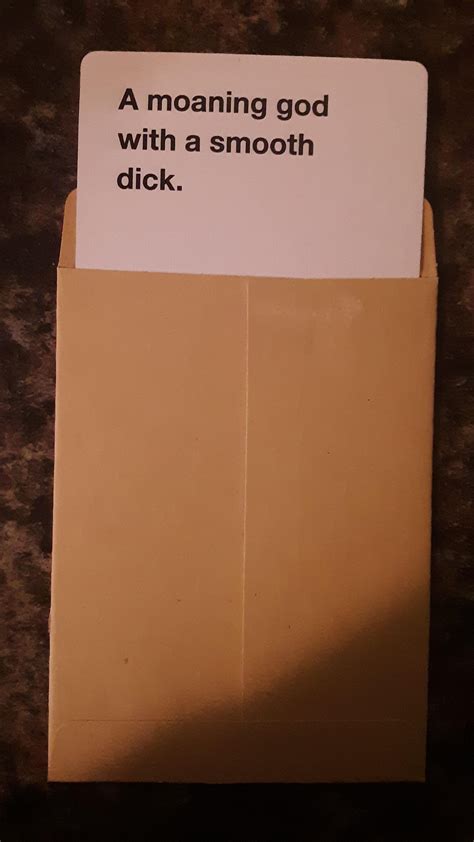 A moaning god
with a smooth
dick.